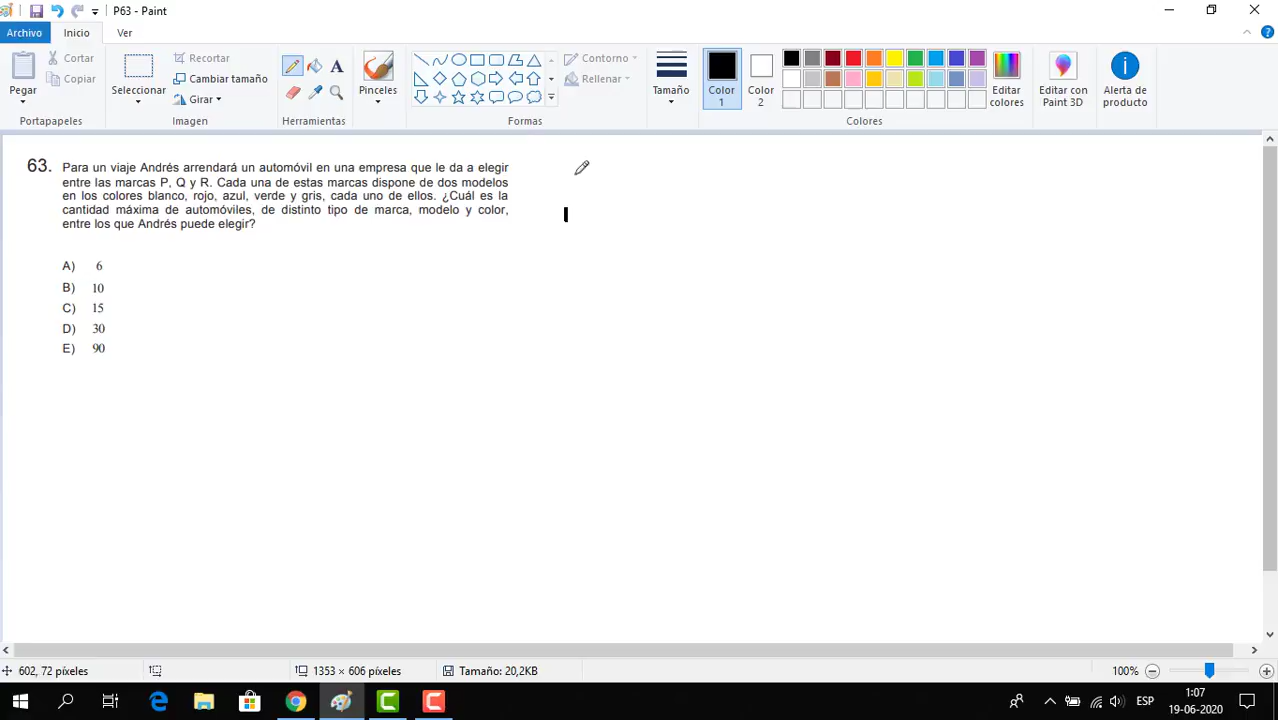 P63 - Paint
Archivo Inicio Ver
Pegar
Cortar
Copiar
Portapapeles
Seleccionar
Recortar
Cambiar tamaño
Girar
Imagen
A
Herramientas
Pinceles
Contorno
Rellenar
Formas
Tamaño
Color
1
Color
2
Editar
colores
Colores
Editar con
Paint 3D
Alerta de
producto
63. Para un viaje Andrés arrendará un automóvil en una empresa que le da a elegir
entre las marcas P, Q y R. Cada una de estas marcas dispone de dos modelos
en los colores blanco, rojo, azul, verde y gris, cada uno de ellos. ¿Cuál es la
cantidad máxima de automóviles, de distinto tipo de marca, modelo y color,
entre los que Andrés puede elegir?
A) 6
B) 10
C) 15
D) 30
E) 90
602, 72 píxeles 1353 × 606 píxeles Tamaño: 20,2KB 100%
ESP 1:07
19-06-2020